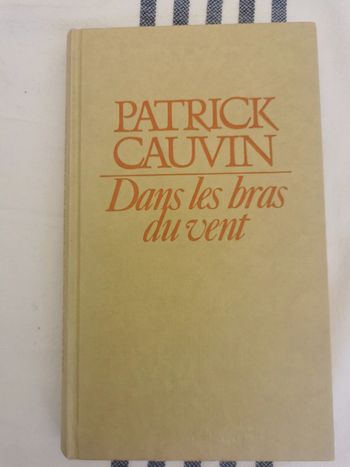 PATRICK
CAUVIN
Dans les bras
du vent